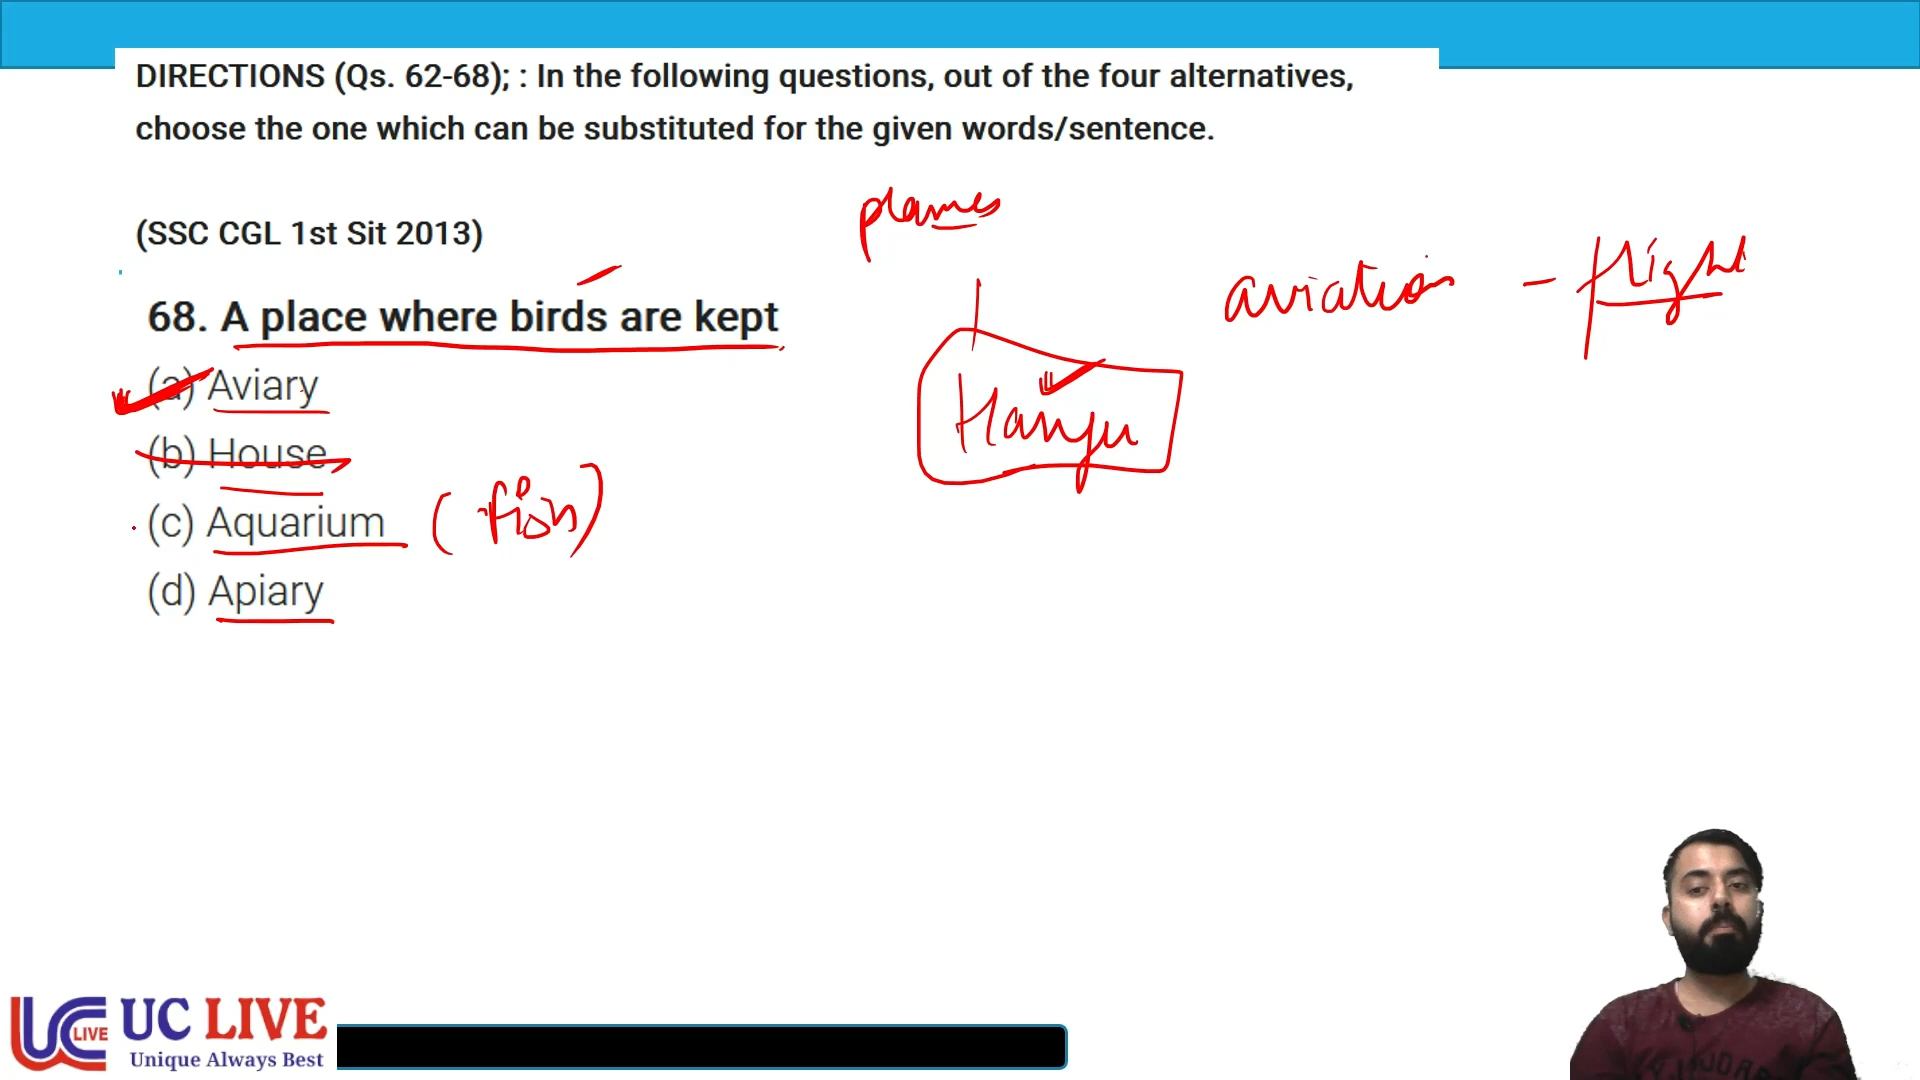 DIRECTIONS (Qs. 62-68); : In the following questions, out of the four alternatives,
choose the one which can be substituted for the given words/sentence.
(SSC CGL 1st Sit 2013)
planes
aviation - flight
68. A place where birds are kept
(a) Aviary
(b) House
Hanger
(c) Aquarium (fish)
(d) Apiary
LIVE
UC LIVE
Unique Always Best